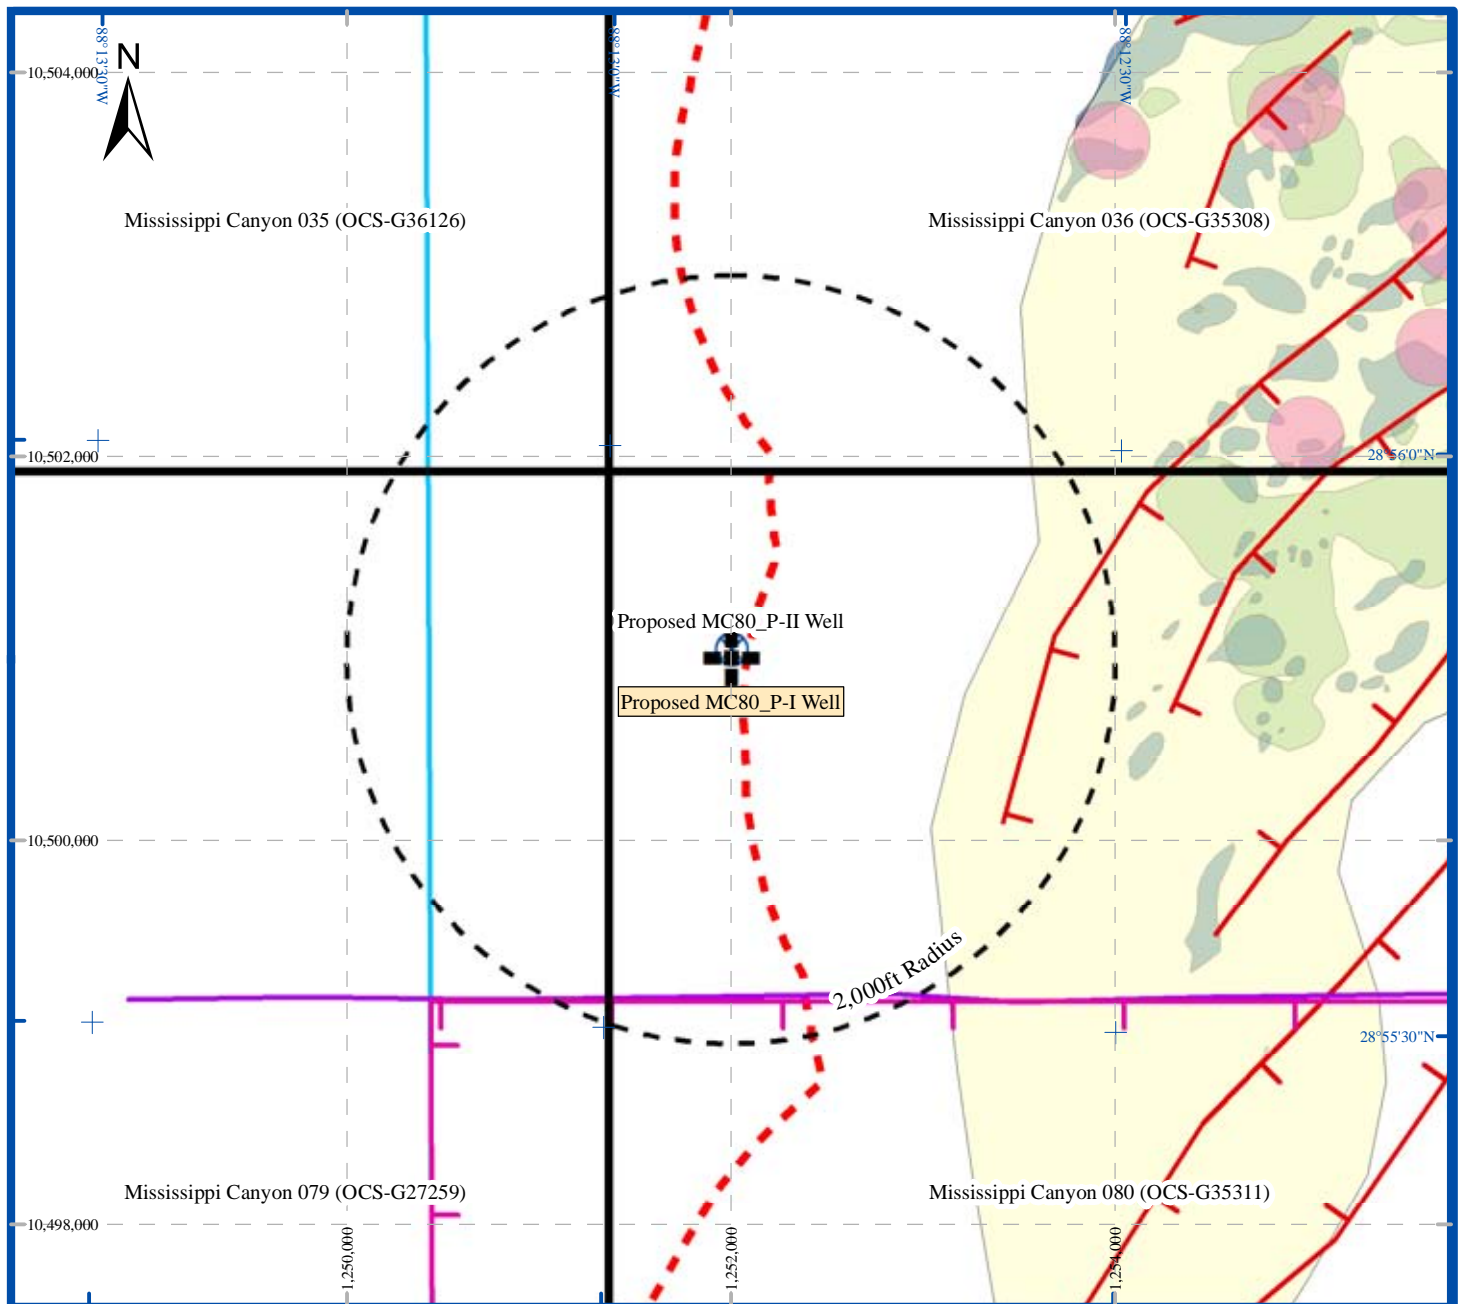 N
88°13'30"W
88°13'0"W
88°12'30"W
10,504,000
Mississippi Canyon 035 (OCS-G36126)
Mississippi Canyon 036 (OCS-G35308)
10,502,000
28°56'0"N
Proposed MC80_P-II Well
Proposed MC80_P-I Well
10,500,000
2,000ft Radius
28°55'30"N
Mississippi Canyon 079 (OCS-G27259)
Mississippi Canyon 080 (OCS-G35311)
10,498,000
1,250,000
1,252,000
1,254,000